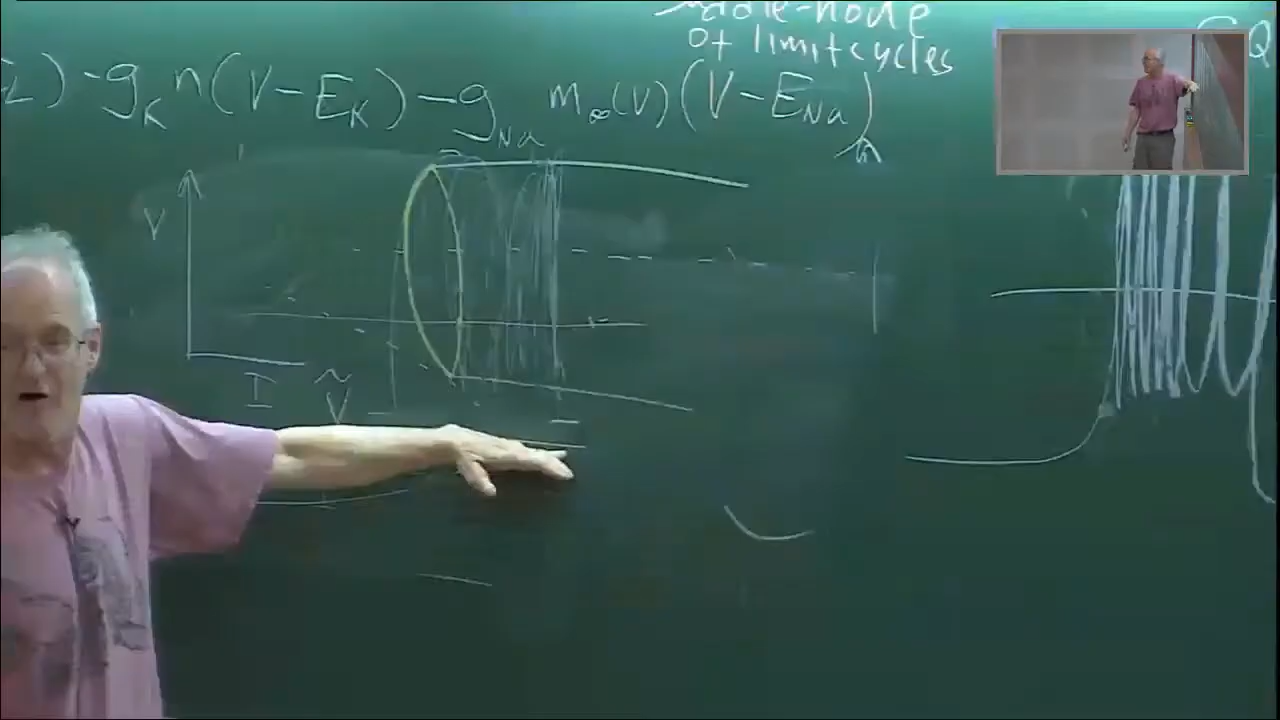 of limit cycles
L) - g_K n(V-E_K) - g_Na m_∞(V)(V-E_Na)
h
V
I
Ṽ